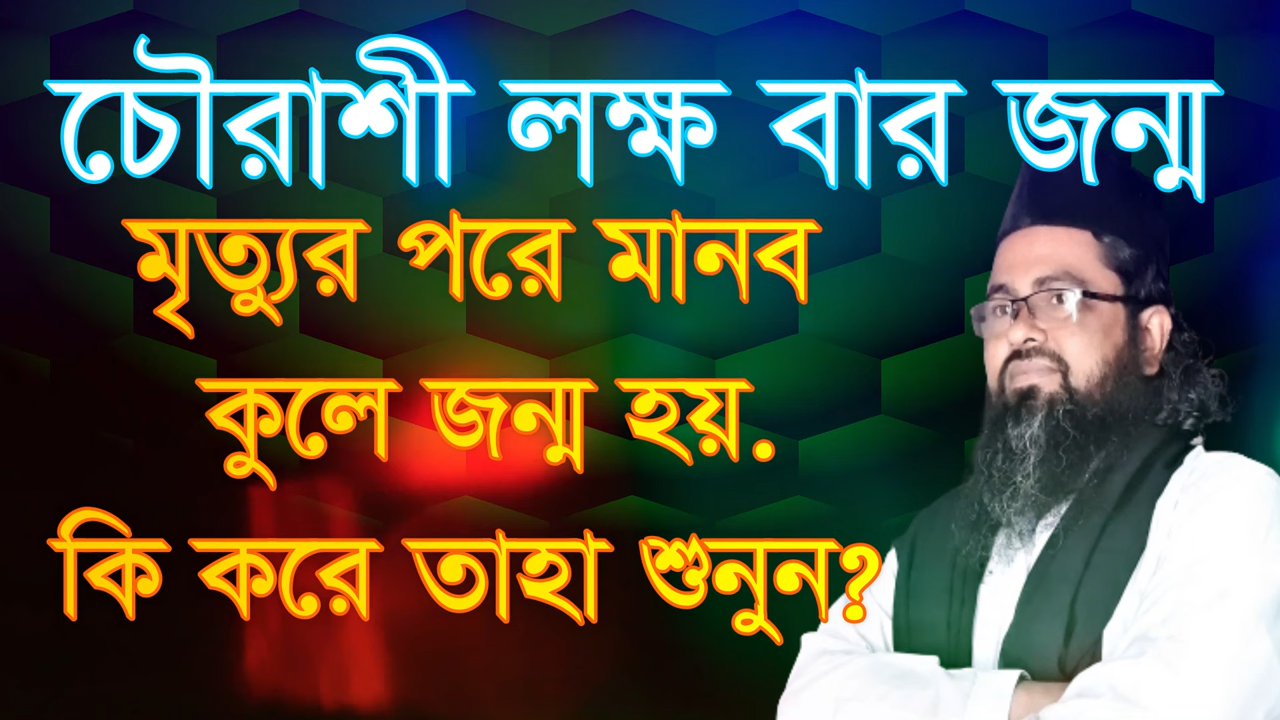 চৌরাশী লক্ষ বার জন্ম
মৃত্যুর পরে মানব
কুলে জন্ম হয়.
কি করে তাহা শুনুন?